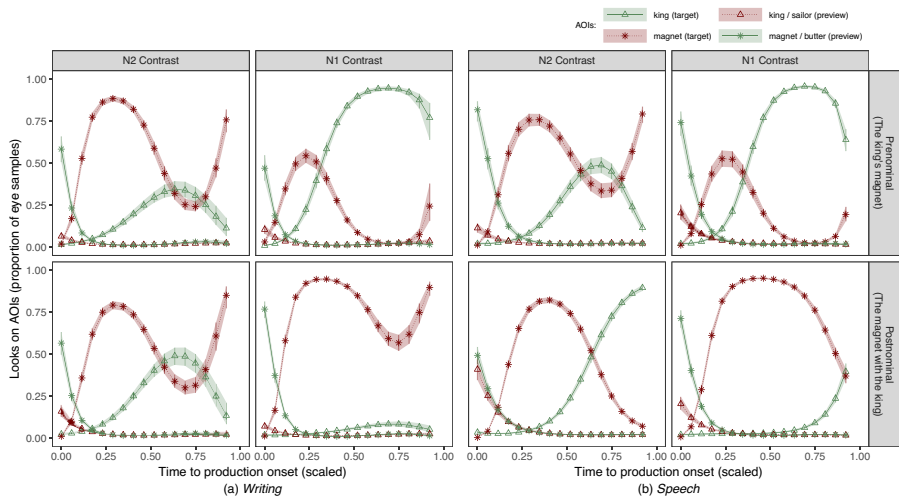 AOIs:
king (target)
king / sailor (preview)
magnet (target)
magnet / butter (preview)
N2 Contrast
N1 Contrast
N2 Contrast
N1 Contrast
Looks on AOIs (proportion of eye samples)
1.00
0.75
0.50
0.25
0.00
Prenominal
(The king's magnet)
1.00
0.75
0.50
0.25
0.00
Postnominal
(The magnet with the king)
0.00 0.25 0.50 0.75 1.00
0.00 0.25 0.50 0.75 1.00
0.00 0.25 0.50 0.75 1.00
0.00 0.25 0.50 0.75 1.00
Time to production onset (scaled)
Time to production onset (scaled)
(a) Writing
(b) Speech